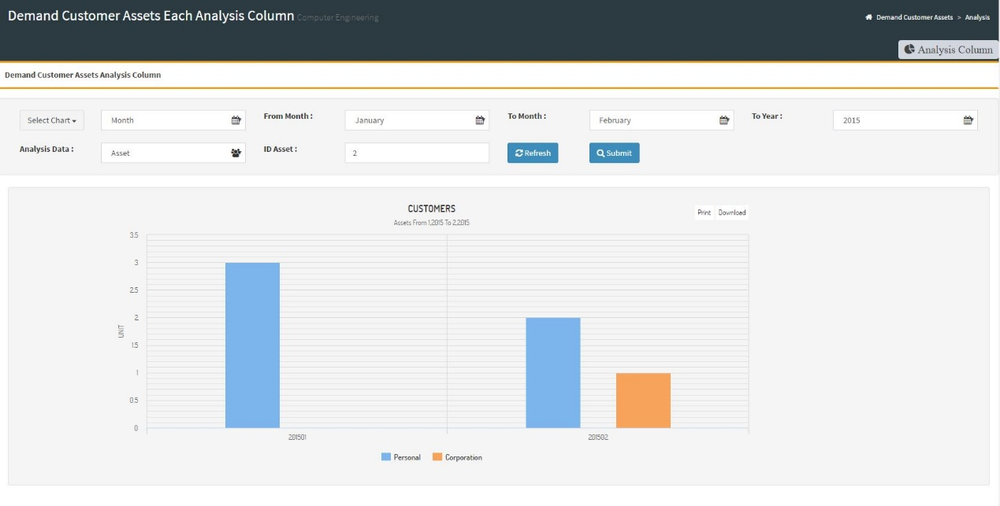 Demand Customer Assets Each Analysis Column Computer Engineering
Demand Customer Assets > Analysis
Analysis Column
Demand Customer Assets Analysis Column
Select Chart Month From Month : January To Month : February To Year : 2015
Analysis Data : Asset ID Asset : 2 Refresh Submit
CUSTOMERS
Assets From 1,2015 To 2,2015
Print Download
3.5
3
2.5
2
1.5
1
0.5
0
UNIT
201501 201502
Personal Corporation